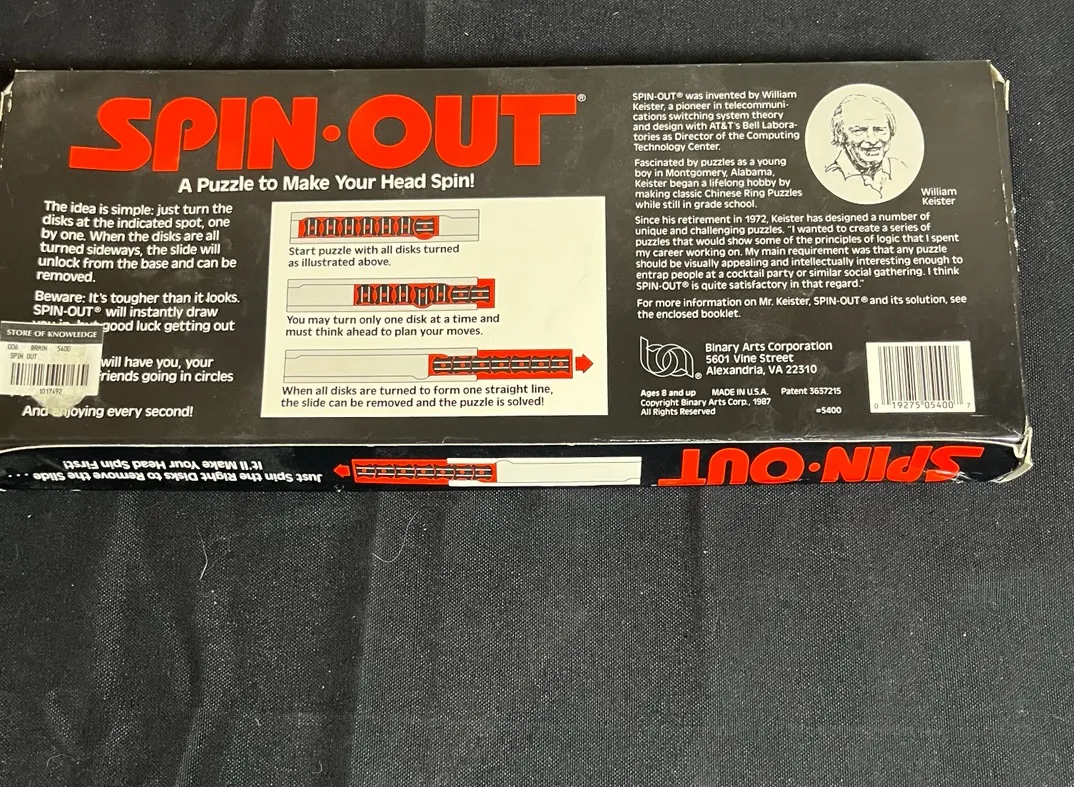 SPIN·OUT®
A Puzzle to Make Your Head Spin!
The idea is simple: just turn the
disks at the indicated spot, one
by one. When the disks are all
turned sideways, the slide will
unlock from the base and can be
removed.
Beware: It's tougher than it looks.
SPIN-OUT® will instantly draw
you in, but good luck getting out
STORE OF KNOWLEDGE
BRAIN 5400
SPIN OUT
1017492
will have you, your
friends going in circles
And enjoying every second!
Start puzzle with all disks turned
as illustrated above.
You may turn only one disk at a time and
must think ahead to plan your moves.
When all disks are turned to form one straight line,
the slide can be removed and the puzzle is solved!
SPIN-OUT® was invented by William
Keister, a pioneer in telecommuni-
cations switching system theory
and design with AT&T's Bell Labora-
tories as Director of the Computing
Technology Center.
Fascinated by puzzles as a young
boy in Montgomery, Alabama,
Keister began a lifelong hobby by
making classic Chinese Ring Puzzles
while still in grade school.
William
Keister
Since his retirement in 1972, Keister has designed a number of
unique and challenging puzzles. "I wanted to create a series of
puzzles that would show some of the principles of logic that I spent
my career working on. My main requirement was that any puzzle
should be visually appealing and intellectually interesting enough to
entrap people at a cocktail party or similar social gathering. I think
SPIN-OUT® is quite satisfactory in that regard."
For more information on Mr. Keister, SPIN-OUT® and its solution, see
the enclosed booklet.
Binary Arts Corporation
5601 Vine Street
Alexandria, VA 22310
Ages 8 and up MADE IN U.S.A. Patent 3637215
Copyright Binary Arts Corp., 1987
All Rights Reserved
=5400
0 19275 05400 7
SPIN·OUT
Just Spin the Right Disks to Remove the Slide . . .
It'll Make Your Head Spin First!